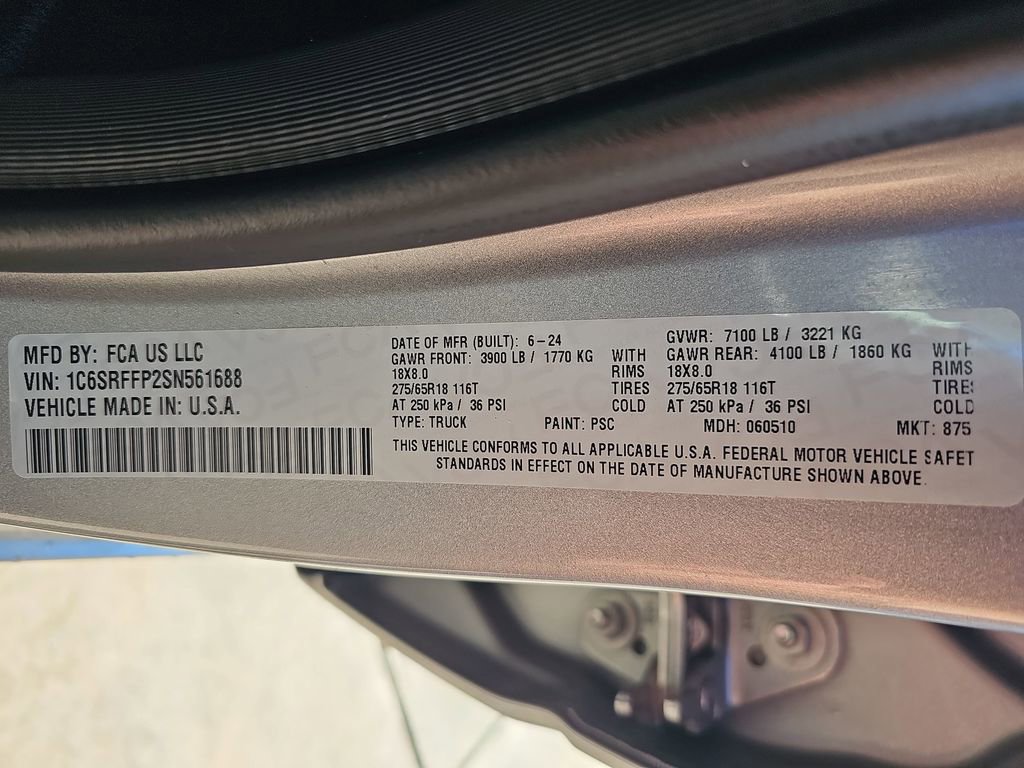 MFD BY: FCA US LLC
VIN: 1C6SRFFP2SN561688
VEHICLE MADE IN: U.S.A.
DATE OF MFR (BUILT): 6-24
GAWR FRONT: 3900 LB / 1770 KG WITH
18X8.0 RIMS
275/65R18 116T TIRES
AT 250 kPa / 36 PSI COLD
GVWR: 7100 LB / 3221 KG
GAWR REAR: 4100 LB / 1860 KG WITH
18X8.0 RIMS
275/65R18 116T TIRES
AT 250 kPa / 36 PSI COLD
TYPE: TRUCK PAINT: PSC MDH: 060510 MKT: 875
THIS VEHICLE CONFORMS TO ALL APPLICABLE U.S.A. FEDERAL MOTOR VEHICLE SAFET
STANDARDS IN EFFECT ON THE DATE OF MANUFACTURE SHOWN ABOVE.